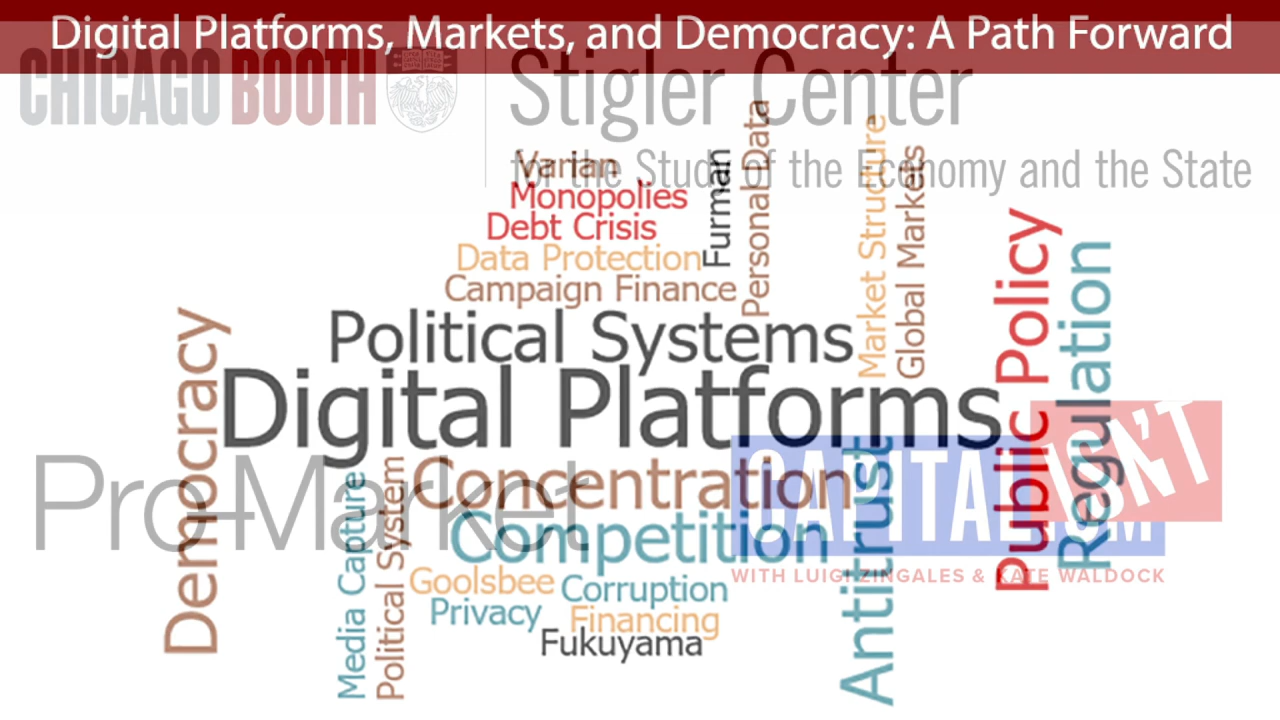 Digital Platforms, Markets, and Democracy: A Path Forward
CHICAGO BOOTH
Stigler Center
for the Study of the Economy and the State
Varian
Monopolies
Debt Crisis
Data Protection
Campaign Finance
Furman
Personal Data
Market Structure
Global Markets
Political Systems
Digital Platforms
Democracy
Public Policy
Regulation
Pro-Market
Concentration
Competition
CAPITALISN'T
.COM
WITH LUIGI ZINGALES & KATE WALDOCK
Media Capture
Political System
Goolsbee
Corruption
Privacy
Financing
Fukuyama
Antitrust